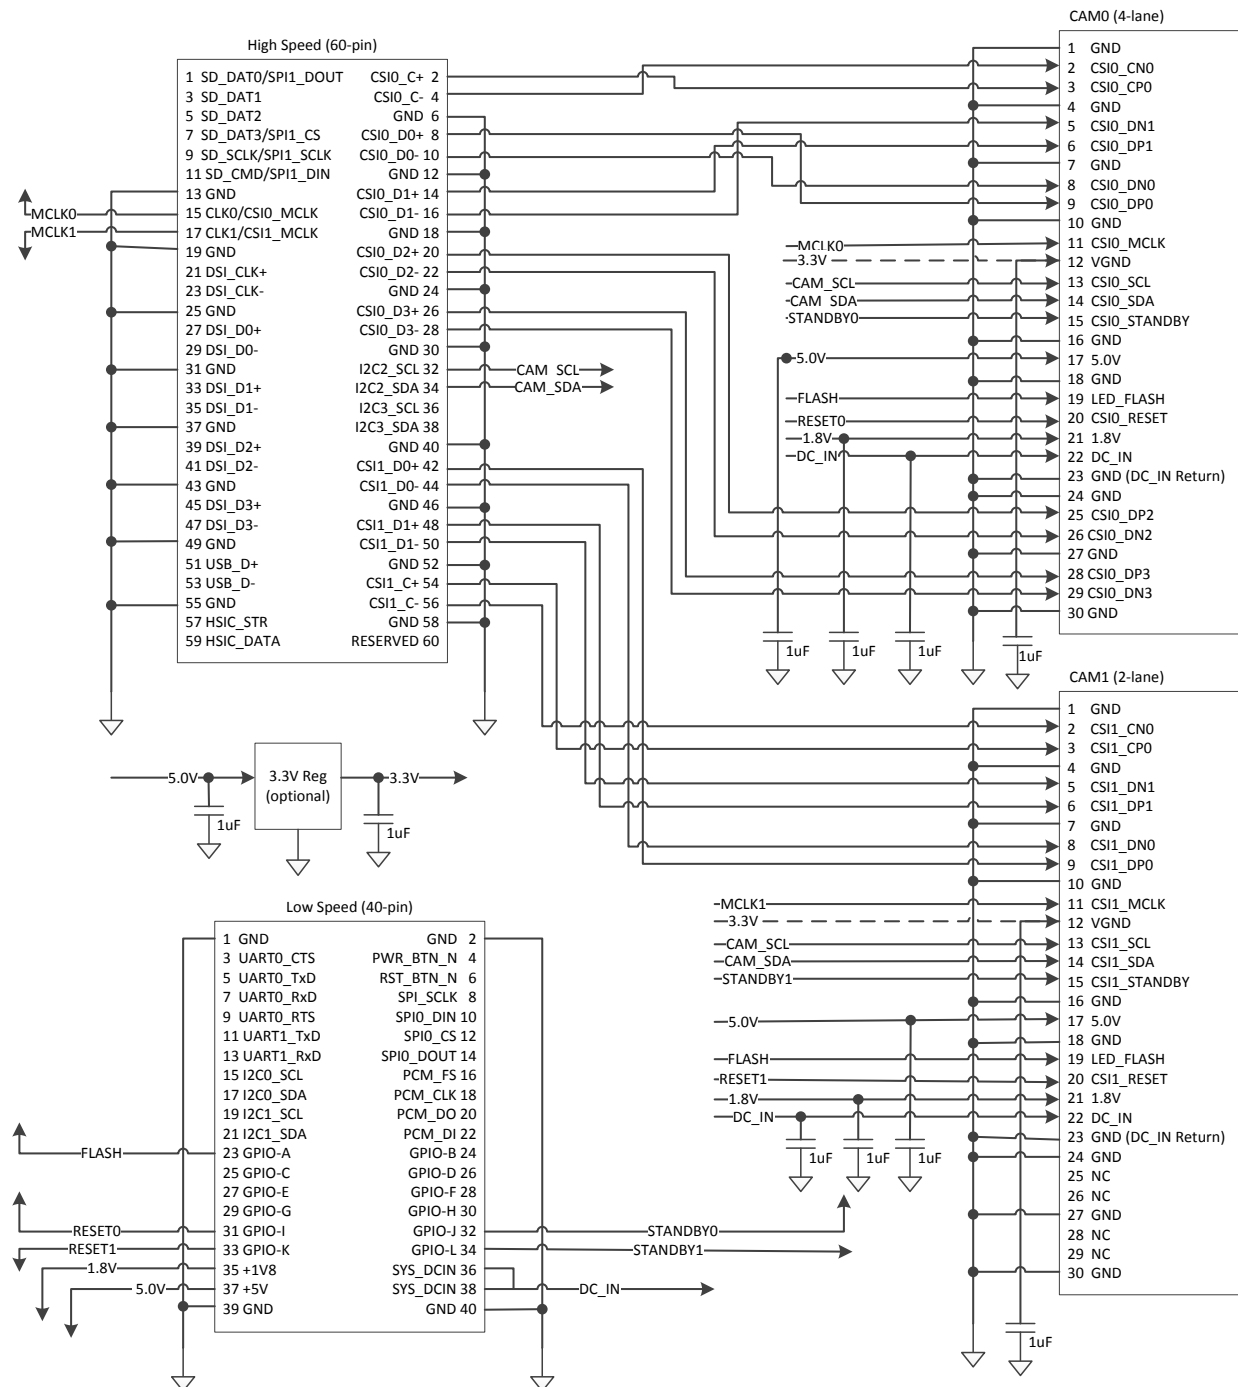 High Speed (60-pin)
1 SD_DAT0/SPI1_DOUT CSI0_C+ 2
3 SD_DAT1 CSI0_C- 4
5 SD_DAT2 GND 6
7 SD_DAT3/SPI1_CS CSI0_D0+ 8
9 SD_SCLK/SPI1_SCLK CSI0_D0- 10
11 SD_CMD/SPI1_DIN GND 12
13 GND CSI0_D1+ 14
MCLK0 15 CLK0/CSI0_MCLK CSI0_D1- 16
MCLK1 17 CLK1/CSI1_MCLK GND 18
19 GND CSI0_D2+ 20
21 DSI_CLK+ CSI0_D2- 22
23 DSI_CLK- GND 24
25 GND CSI0_D3+ 26
27 DSI_D0+ CSI0_D3- 28
29 DSI_D0- GND 30
31 GND I2C2_SCL 32 CAM_SCL
33 DSI_D1+ I2C2_SDA 34 CAM_SDA
35 DSI_D1- I2C3_SCL 36
37 GND I2C3_SDA 38
39 DSI_D2+ GND 40
41 DSI_D2- CSI1_D0+ 42
43 GND CSI1_D0- 44
45 DSI_D3+ GND 46
47 DSI_D3- CSI1_D1+ 48
49 GND CSI1_D1- 50
51 USB_D+ GND 52
53 USB_D- CSI1_C+ 54
55 GND CSI1_C- 56
57 HSIC_STR GND 58
59 HSIC_DATA RESERVED 60
CAM0 (4-lane)
1 GND
2 CSI0_CN0
3 CSI0_CP0
4 GND
5 CSI0_DN1
6 CSI0_DP1
7 GND
8 CSI0_DN0
9 CSI0_DP0
10 GND
MCLK0 11 CSI0_MCLK
3.3V 12 VGND
CAM_SCL 13 CSI0_SCL
CAM_SDA 14 CSI0_SDA
STANDBY0 15 CSI0_STANDBY
16 GND
5.0V 17 5.0V
18 GND
FLASH 19 LED_FLASH
RESET0 20 CSI0_RESET
1.8V 21 1.8V
DC_IN 22 DC_IN
23 GND (DC_IN Return)
24 GND
25 CSI0_DP2
26 CSI0_DN2
27 GND
28 CSI0_DP3
29 CSI0_DN3
30 GND
1uF 1uF 1uF 1uF
5.0V 3.3V Reg 3.3V
(optional)
1uF 1uF
CAM1 (2-lane)
1 GND
2 CSI1_CN0
3 CSI1_CP0
4 GND
5 CSI1_DN1
6 CSI1_DP1
7 GND
8 CSI1_DN0
9 CSI1_DP0
10 GND
MCLK1 11 CSI1_MCLK
3.3V 12 VGND
CAM_SCL 13 CSI1_SCL
CAM_SDA 14 CSI1_SDA
STANDBY1 15 CSI1_STANDBY
16 GND
5.0V 17 5.0V
18 GND
FLASH 19 LED_FLASH
RESET1 20 CSI1_RESET
1.8V 21 1.8V
DC_IN 22 DC_IN
23 GND (DC_IN Return)
24 GND
25 NC
26 NC
27 GND
28 NC
29 NC
30 GND
1uF 1uF 1uF
1uF
Low Speed (40-pin)
1 GND GND 2
3 UART0_CTS PWR_BTN_N 4
5 UART0_TxD RST_BTN_N 6
7 UART0_RxD SPI_SCLK 8
9 UART0_RTS SPI0_DIN 10
11 UART1_TxD SPI0_CS 12
13 UART1_RxD SPI0_DOUT 14
15 I2C0_SCL PCM_FS 16
17 I2C0_SDA PCM_CLK 18
19 I2C1_SCL PCM_DO 20
21 I2C1_SDA PCM_DI 22
FLASH 23 GPIO-A GPIO-B 24
25 GPIO-C GPIO-D 26
27 GPIO-E GPIO-F 28
29 GPIO-G GPIO-H 30
RESET0 31 GPIO-I GPIO-J 32 STANDBY0
RESET1 33 GPIO-K GPIO-L 34 STANDBY1
1.8V 35 +1V8 SYS_DCIN 36
5.0V 37 +5V SYS_DCIN 38 DC_IN
39 GND GND 40